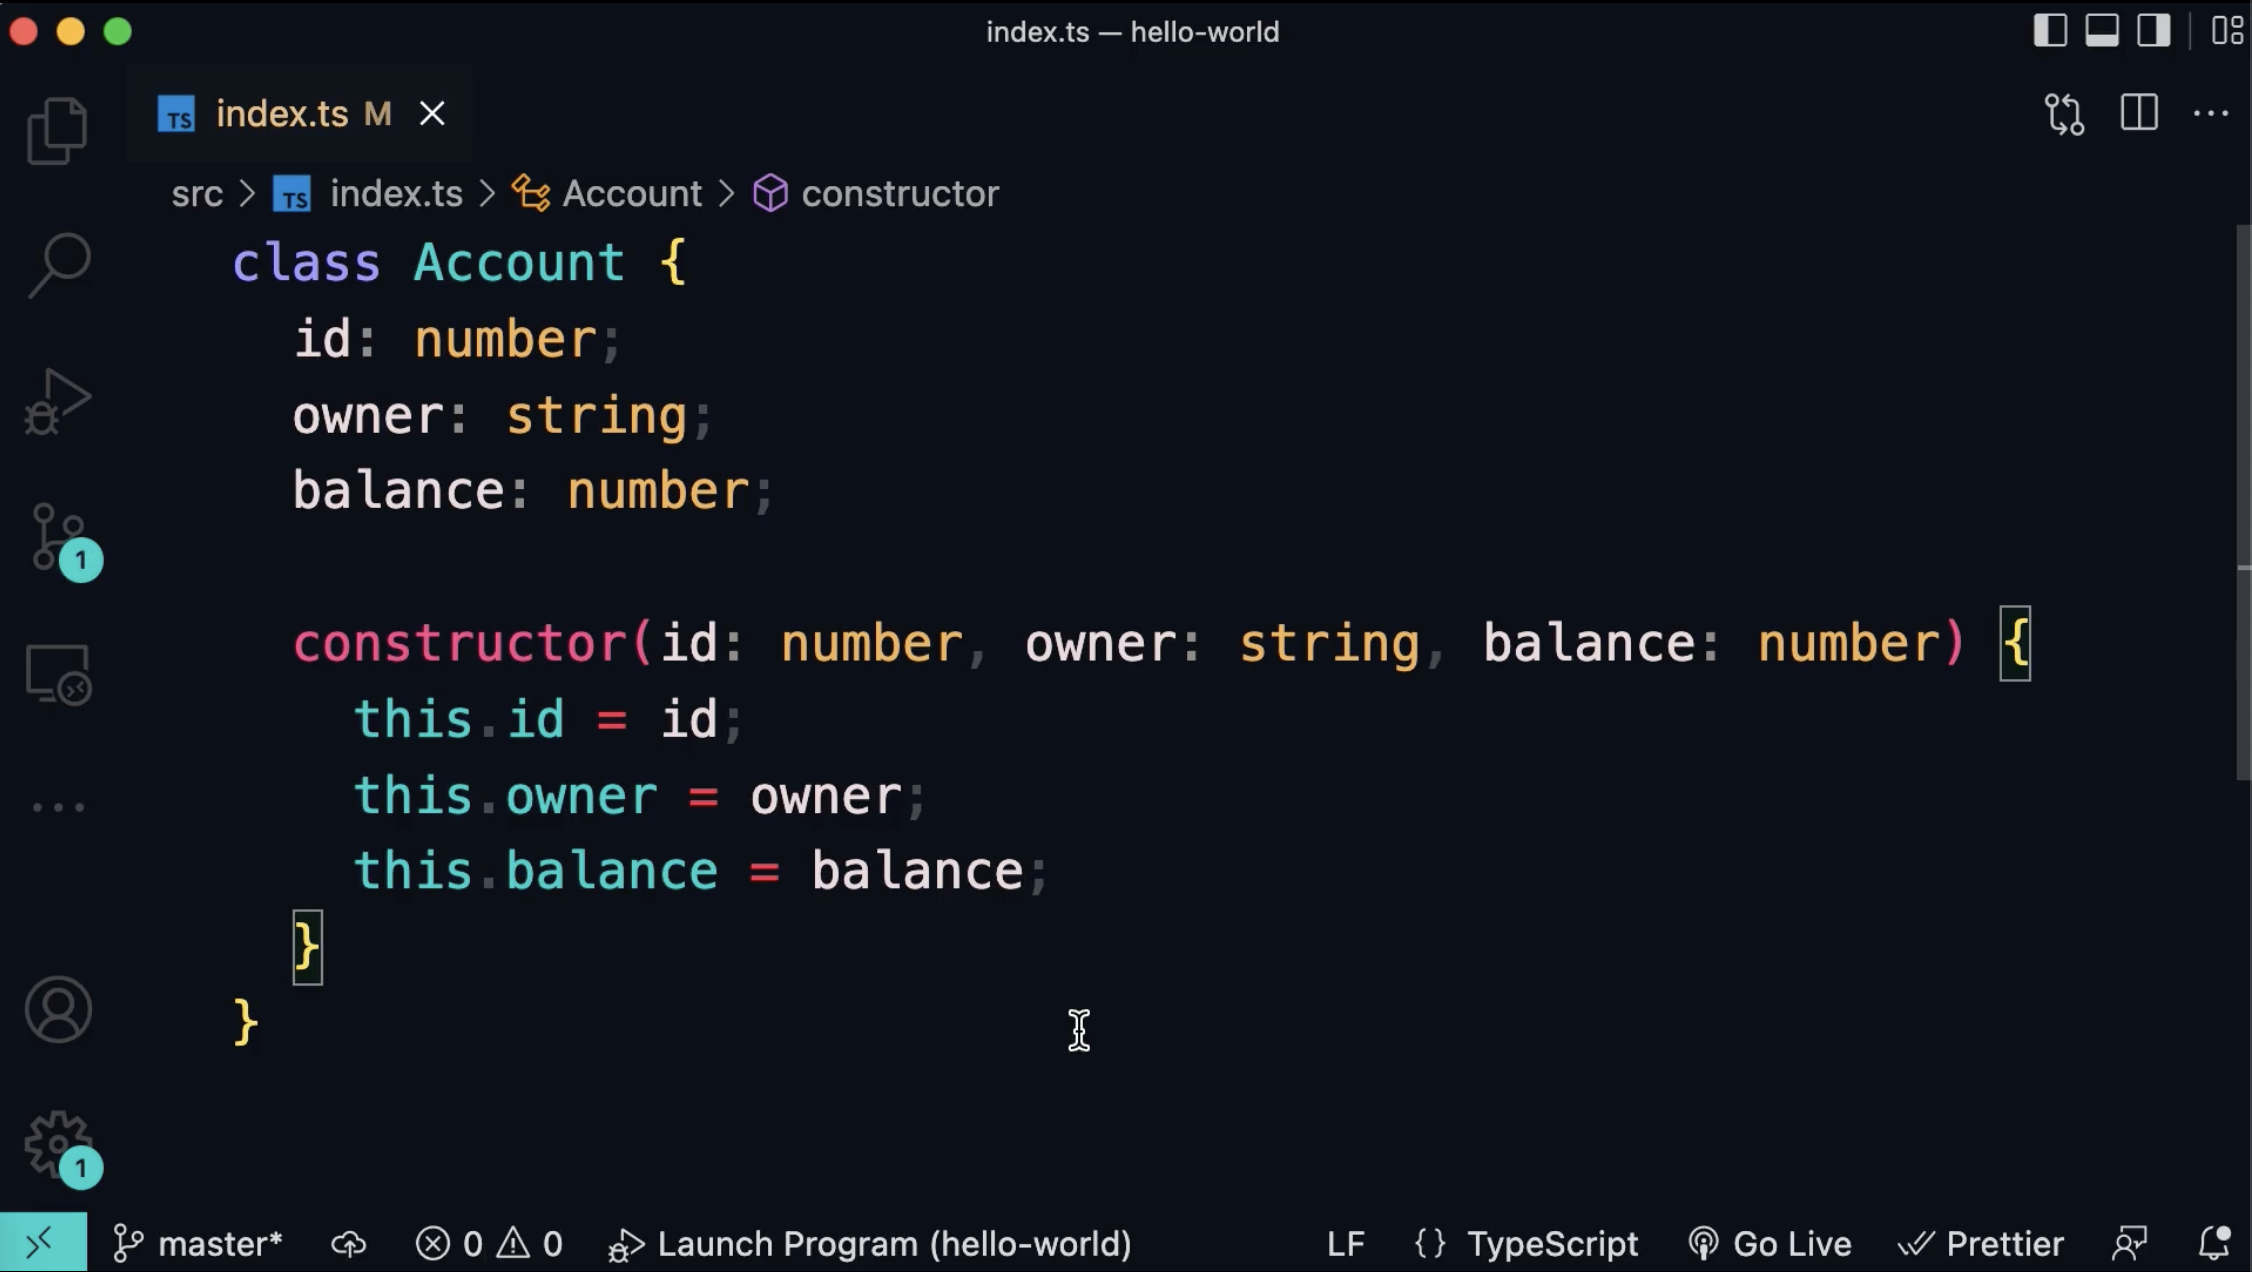 index.ts — hello-world
TS index.ts M
src > TS index.ts > Account > constructor
class Account {
  id: number;
  owner: string;
  balance: number;

  constructor(id: number, owner: string, balance: number) {
    this.id = id;
    this.owner = owner;
    this.balance = balance;
  }
}
1
1
master* 0 0 Launch Program (hello-world) LF {} TypeScript Go Live Prettier